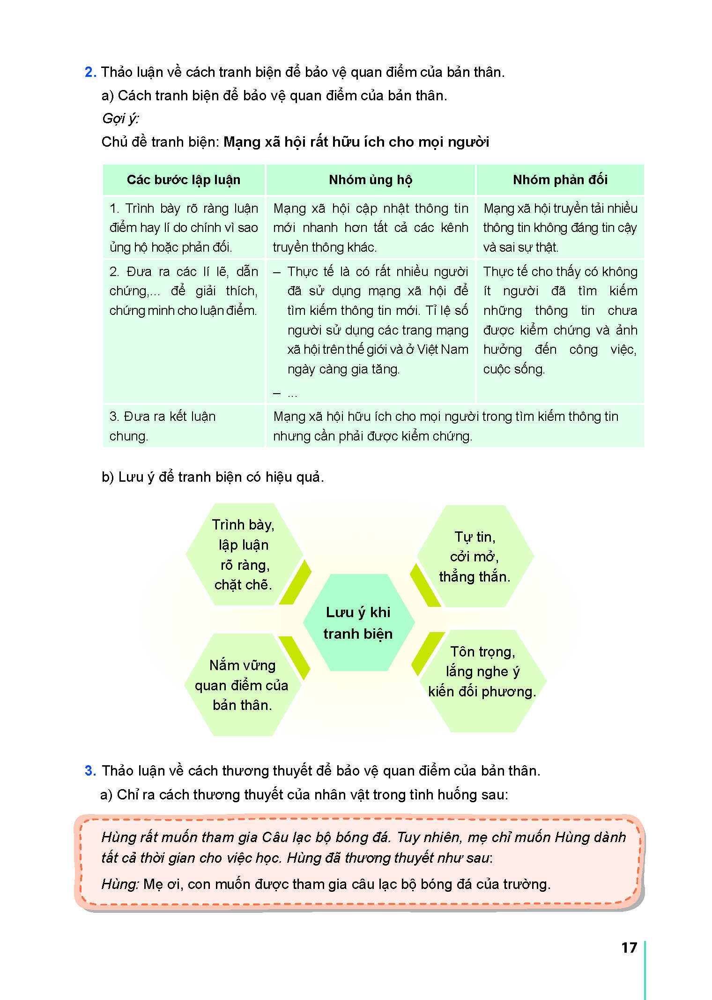 2. Thảo luận về cách tranh biện để bảo vệ quan điểm của bản thân.
a) Cách tranh biện để bảo vệ quan điểm của bản thân.
Gợi ý:
Chủ đề tranh biện: Mạng xã hội rất hữu ích cho mọi người
Các bước lập luận
Nhóm ủng hộ
Nhóm phản đối
1. Trình bày rõ ràng luận
điểm hay lí do chính vì sao
ủng hộ hoặc phản đối.
Mạng xã hội cập nhật thông tin
mới nhanh hơn tất cả các kênh
truyền thông khác.
Mạng xã hội truyền tải nhiều
thông tin không đáng tin cậy
và sai sự thật.
2. Đưa ra các lí lẽ, dẫn
chứng,... để giải thích,
chứng minh cho luận điểm.
– Thực tế là có rất nhiều người
đã sử dụng mạng xã hội để
tìm kiếm thông tin mới. Tỉ lệ số
người sử dụng các trang mạng
xã hội trên thế giới và ở Việt Nam
ngày càng gia tăng.
– ...
Thực tế cho thấy có không
ít người đã tìm kiếm
những thông tin chưa
được kiểm chứng và ảnh
hưởng đến công việc,
cuộc sống.
3. Đưa ra kết luận
chung.
Mạng xã hội hữu ích cho mọi người trong tìm kiếm thông tin
nhưng cần phải được kiểm chứng.
b) Lưu ý để tranh biện có hiệu quả.
Trình bày,
lập luận
rõ ràng,
chặt chẽ.
Tự tin,
cởi mở,
thẳng thắn.
Lưu ý khi
tranh biện
Nắm vững
quan điểm của
bản thân.
Tôn trọng,
lắng nghe ý
kiến đối phương.
3. Thảo luận về cách thương thuyết để bảo vệ quan điểm của bản thân.
a) Chỉ ra cách thương thuyết của nhân vật trong tình huống sau:
Hùng rất muốn tham gia Câu lạc bộ bóng đá. Tuy nhiên, mẹ chỉ muốn Hùng dành
tất cả thời gian cho việc học. Hùng đã thương thuyết như sau:
Hùng: Mẹ ơi, con muốn được tham gia câu lạc bộ bóng đá của trường.
17